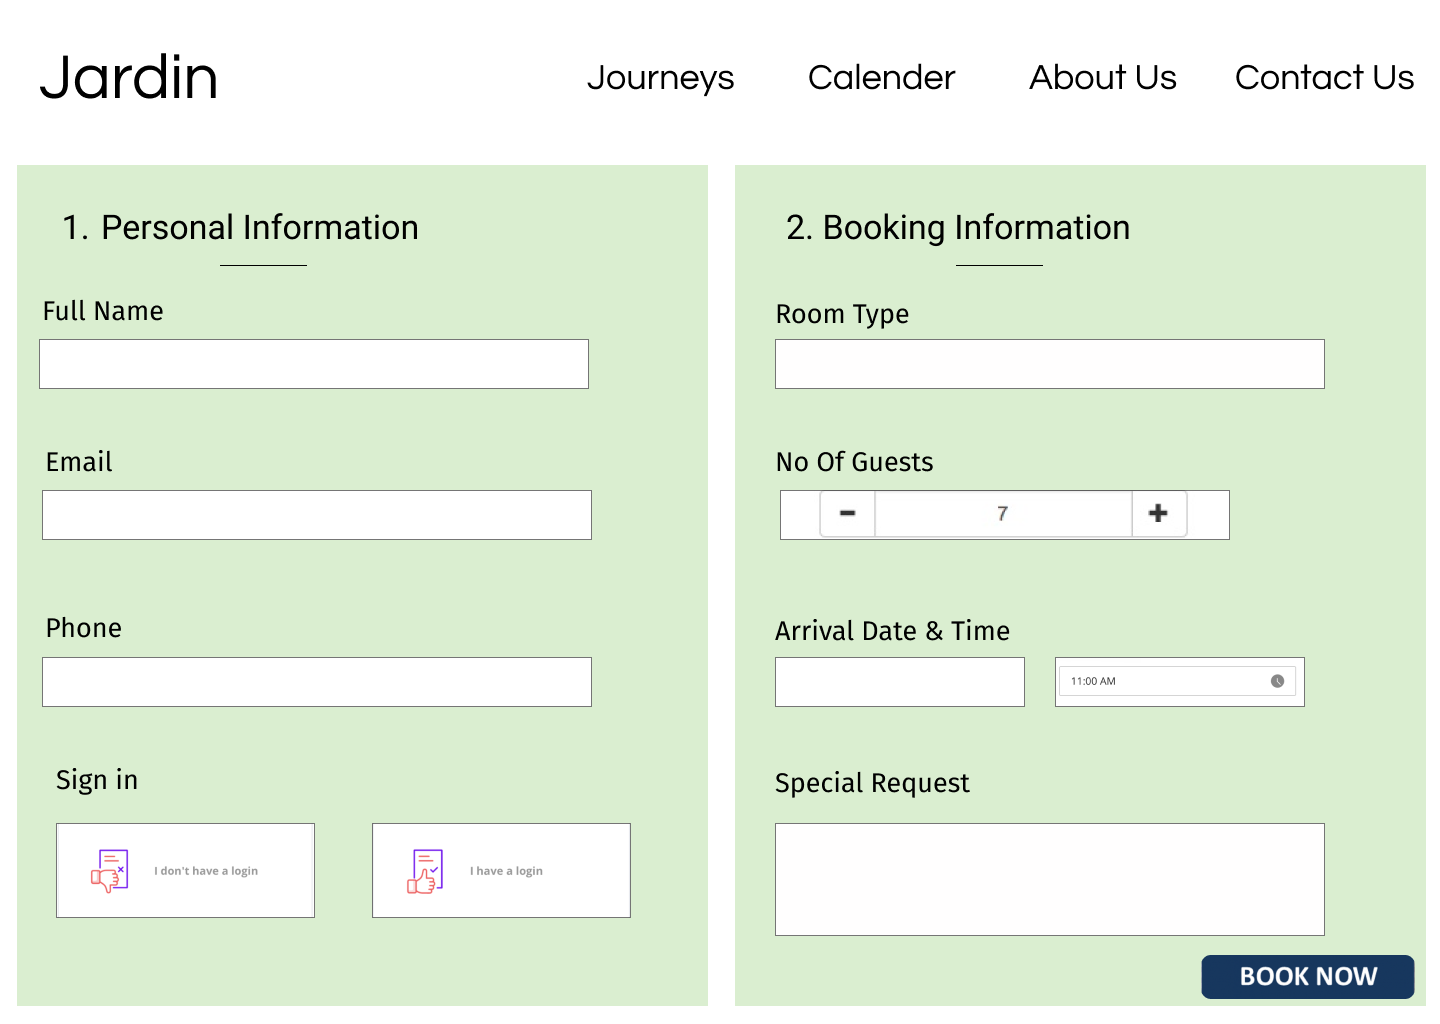 Jardin
Journeys
Calender
About Us
Contact Us
1. Personal Information
Full Name
Email
Phone
Sign in
I don't have a login
I have a login
2. Booking Information
Room Type
No Of Guests
7
Arrival Date & Time
11:00 AM
Special Request
BOOK NOW